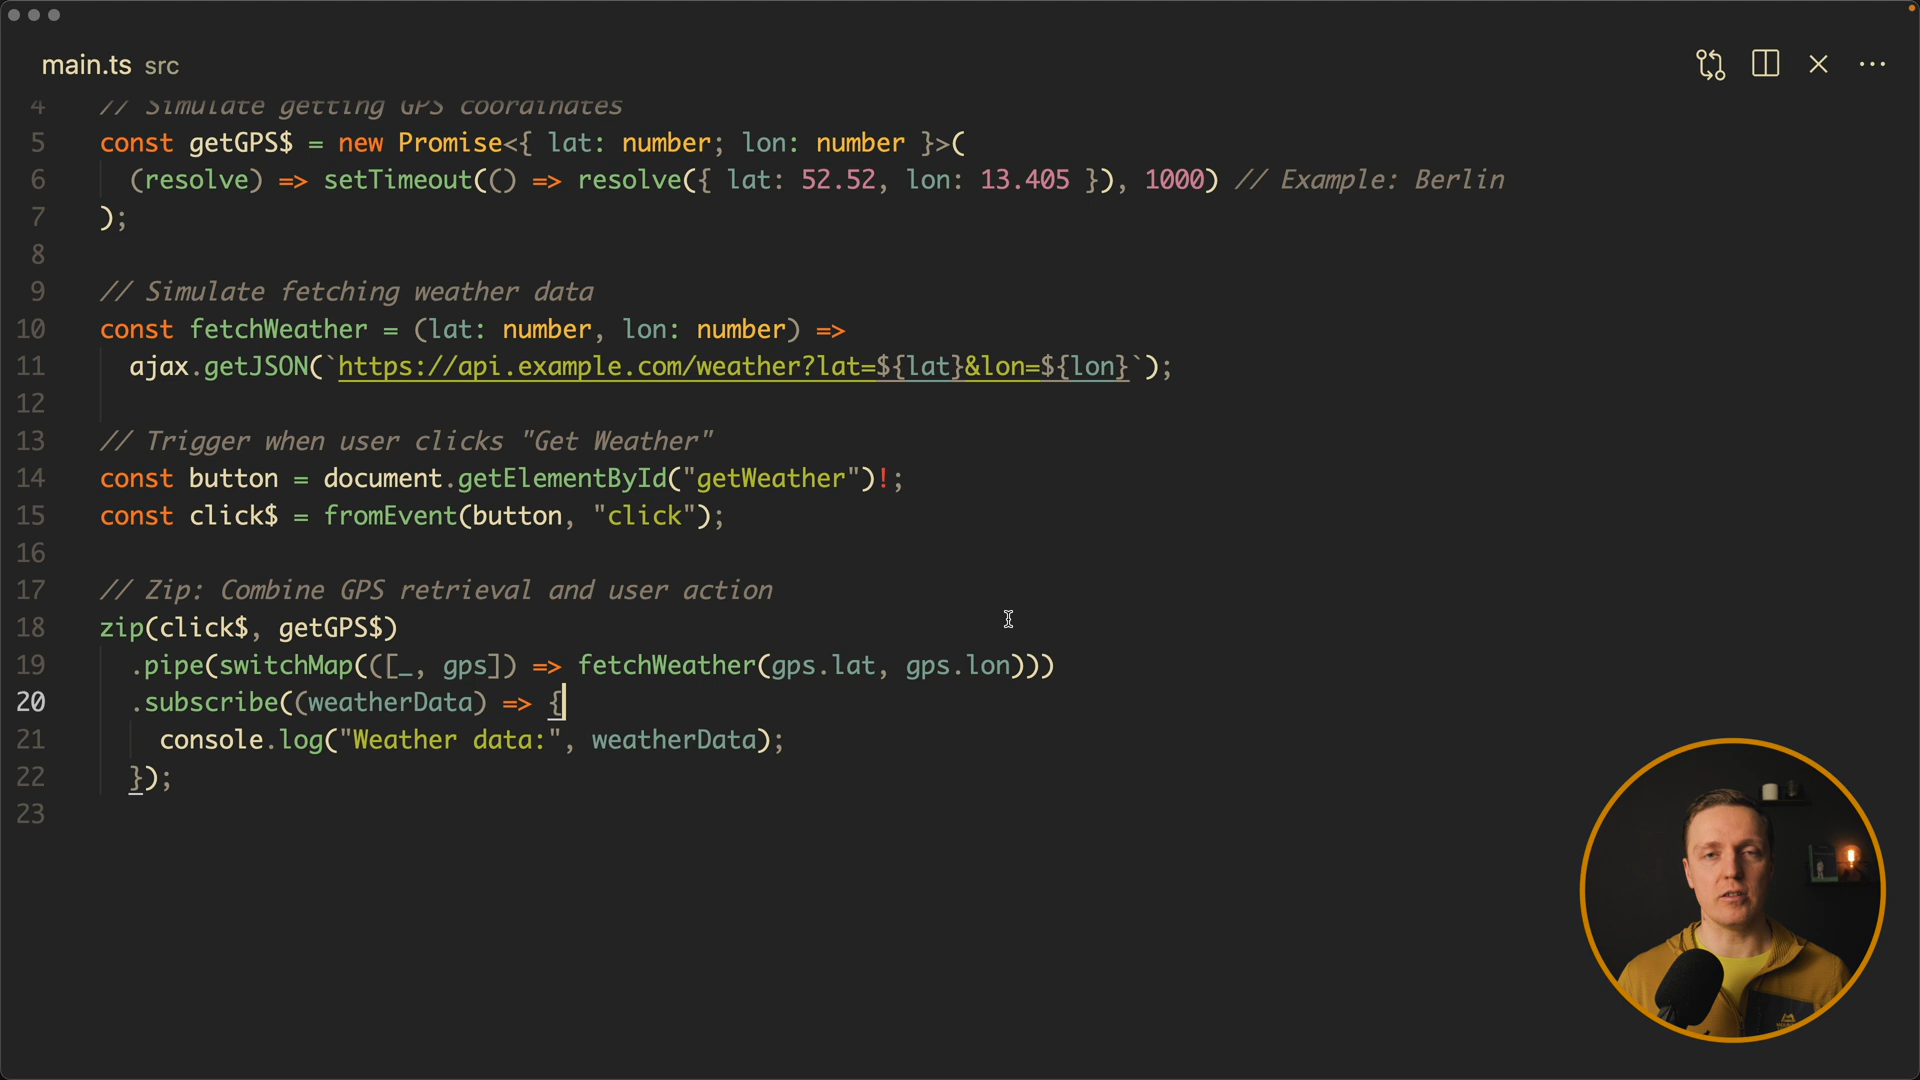 main.ts src
4 // Simulate getting GPS coordinates
5 const getGPS$ = new Promise<{ lat: number; lon: number }>(
6 (resolve) => setTimeout(() => resolve({ lat: 52.52, lon: 13.405 }), 1000) // Example: Berlin
7 );
8
9 // Simulate fetching weather data
10 const fetchWeather = (lat: number, lon: number) =>
11 ajax.getJSON(`https://api.example.com/weather?lat=${lat}&lon=${lon}`);
12
13 // Trigger when user clicks "Get Weather"
14 const button = document.getElementById("getWeather")!;
15 const click$ = fromEvent(button, "click");
16
17 // Zip: Combine GPS retrieval and user action
18 zip(click$, getGPS$)
19 .pipe(switchMap(([_, gps]) => fetchWeather(gps.lat, gps.lon)))
20 .subscribe((weatherData) => {
21 console.log("Weather data:", weatherData);
22 });
23